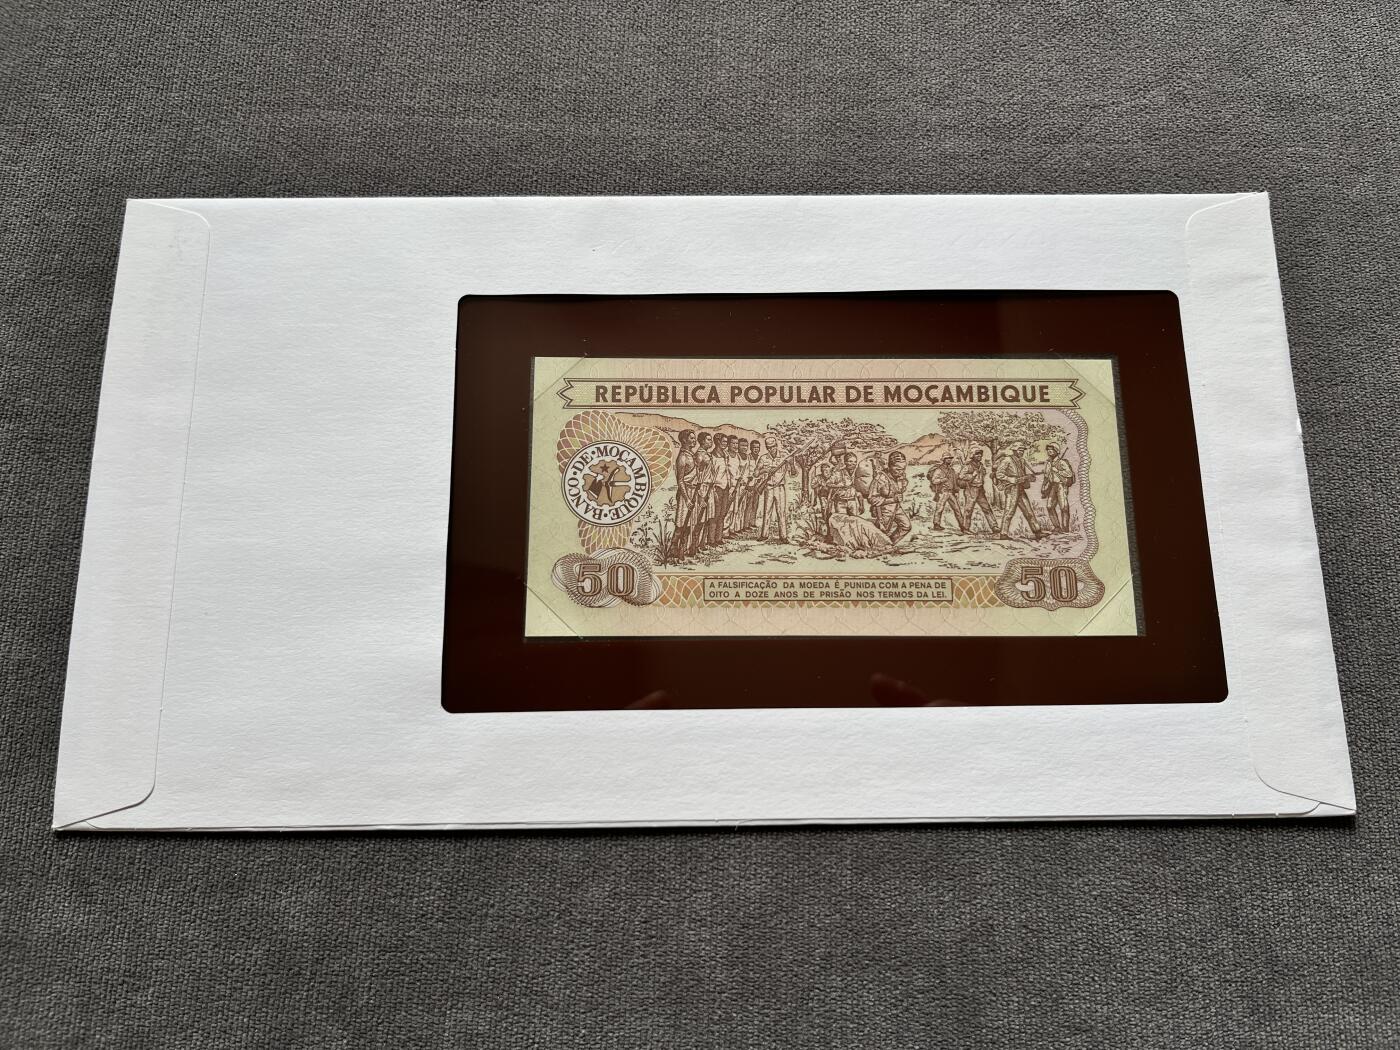 REPÚBLICA POPULAR DE MOÇAMBIQUE
BANCO·DE·MOÇAMBIQUE·
50
A FALSIFICAÇÃO DA MOEDA É PUNIDA COM A PENA DE
OITO A DOZE ANOS DE PRISÃO NOS TERMOS DA LEI.
50